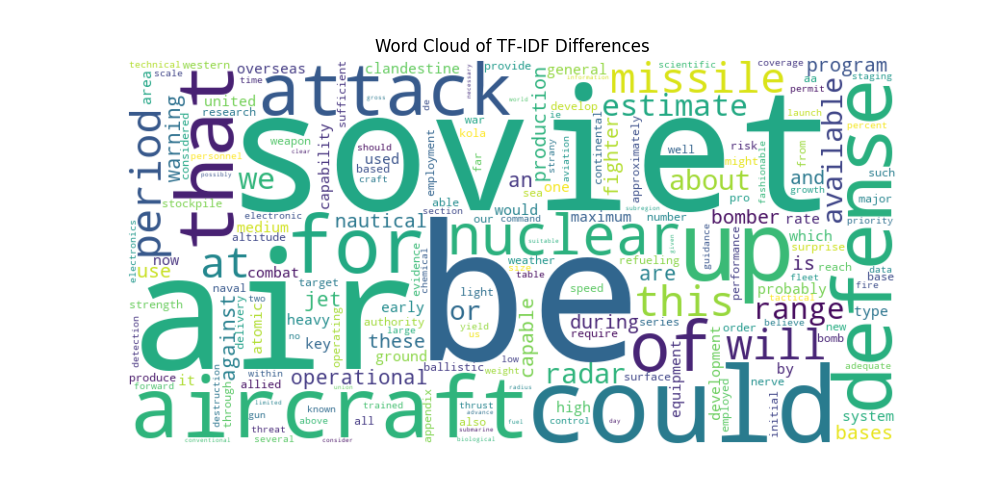 Word Cloud of TF-IDF Differences
technical western overseas clandestine provide general scientific coverage program
scale time sufficient gross de necessary world information aa staging
area united attack missile permit
period warning considered research that soviet production develop estimate launch available defense
weapon should war kola ie continental fighter approximately well risk from percent
personnel clear capability used based craft employment far strany aviation might fashionable such
possibly we an one about and growth major
stockpile able sea pro priority
electronic section our would command maximum number bomber rate
medium nautical for nuclear subregion up which
altitude weather suitable given guidance surprise
electronics now at combat evidence chemical refueling are performance is reach data
use air be size table probably fleet base
target light speed this tactical fire
strength naval two jet early or during series range type
against delivery atomic heavy authority yield us require of order believe new
no operating large these capable equipment will bomb
detection key ground low development adequate
within ballistic weight radar surface by
produce it allied operational radius nerve
forward destruction through limited union thrust advance high employed initial system
gun known trained appendix also control could
threat above all submarine fuel day bases
aircraft several consider biological
conventional